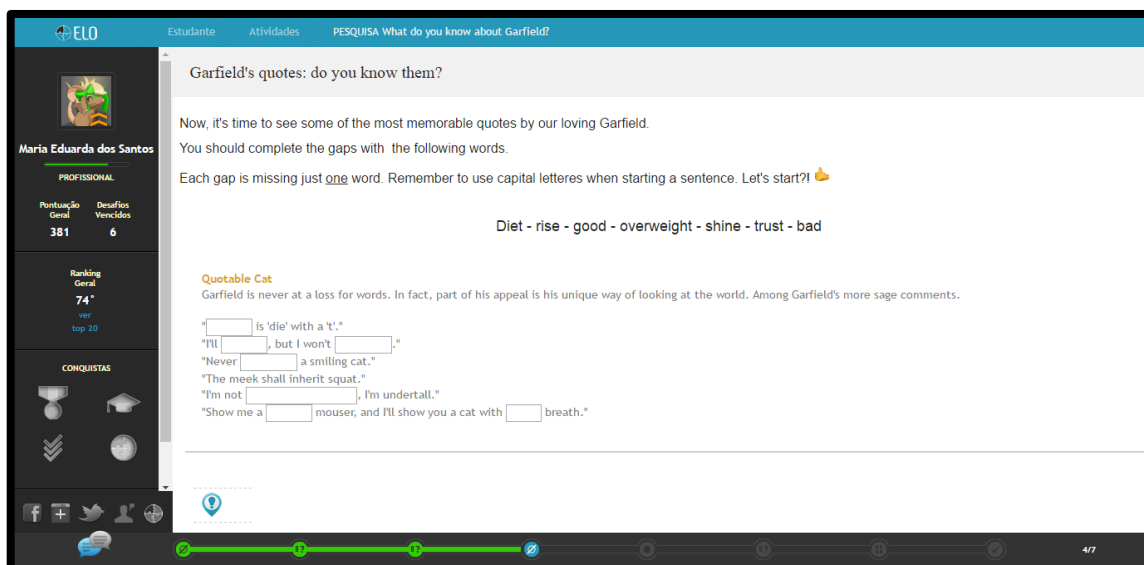 ELO
Estudante Atividades PESQUISA What do you know about Garfield?
Maria Eduarda dos Santos
PROFISSIONAL
Pontuação Geral
381
Desafios Vencidos
6
Ranking Geral
74°
ver
top 20
CONQUISTAS
Garfield's quotes: do you know them?
Now, it's time to see some of the most memorable quotes by our loving Garfield.
You should complete the gaps with the following words.
Each gap is missing just one word. Remember to use capital letteres when starting a sentence. Let's start?!
Diet - rise - good - overweight - shine - trust - bad
Quotable Cat
Garfield is never at a loss for words. In fact, part of his appeal is his unique way of looking at the world. Among Garfield's more sage comments.
" is 'die' with a 't'."
"I'll , but I won't ."
"Never a smiling cat."
"The meek shall inherit squat."
"I'm not , I'm undertall."
"Show me a mouser, and I'll show you a cat with breath."
4/7